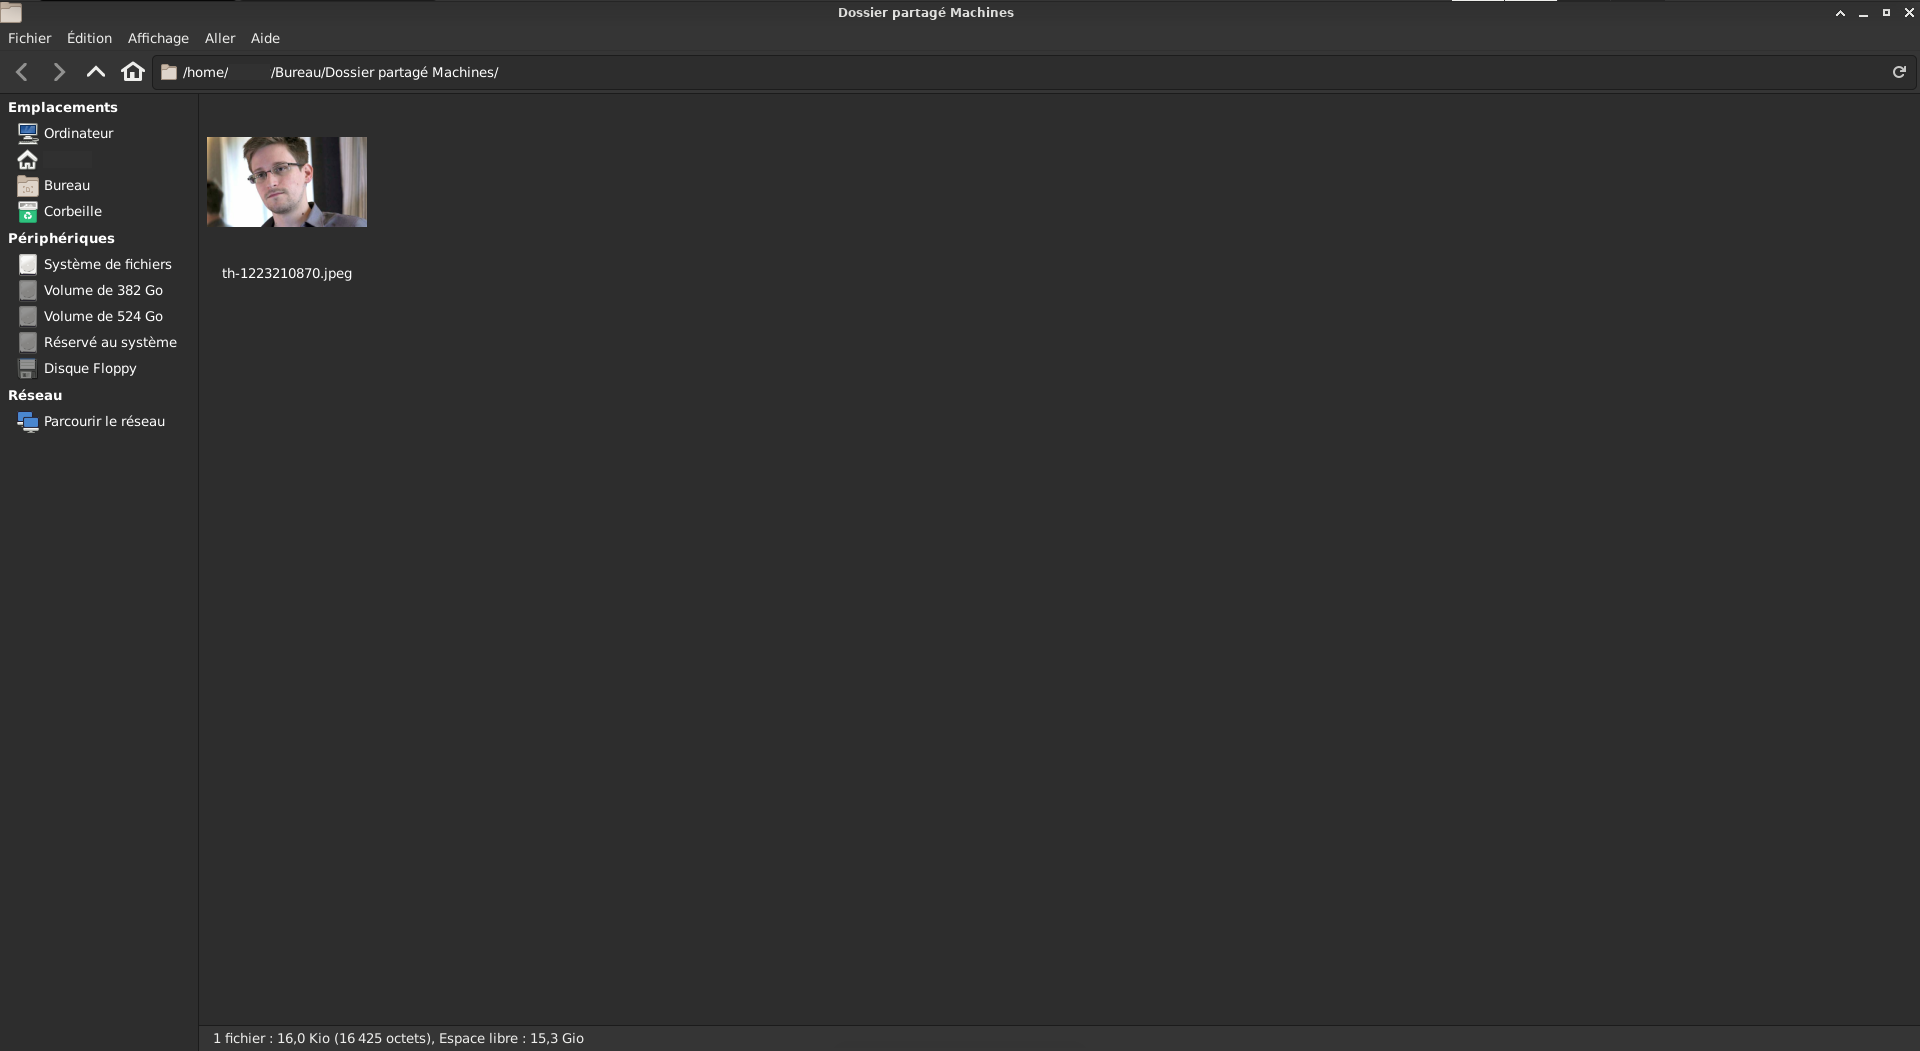 Dossier partagé Machines
Fichier Édition Affichage Aller Aide
/home/ /Bureau/Dossier partagé Machines/
Emplacements
Ordinateur
Bureau
Corbeille
Périphériques
Système de fichiers
Volume de 382 Go
Volume de 524 Go
Réservé au système
Disque Floppy
Réseau
Parcourir le réseau
th-1223210870.jpeg
1 fichier : 16,0 Kio (16 425 octets), Espace libre : 15,3 Gio